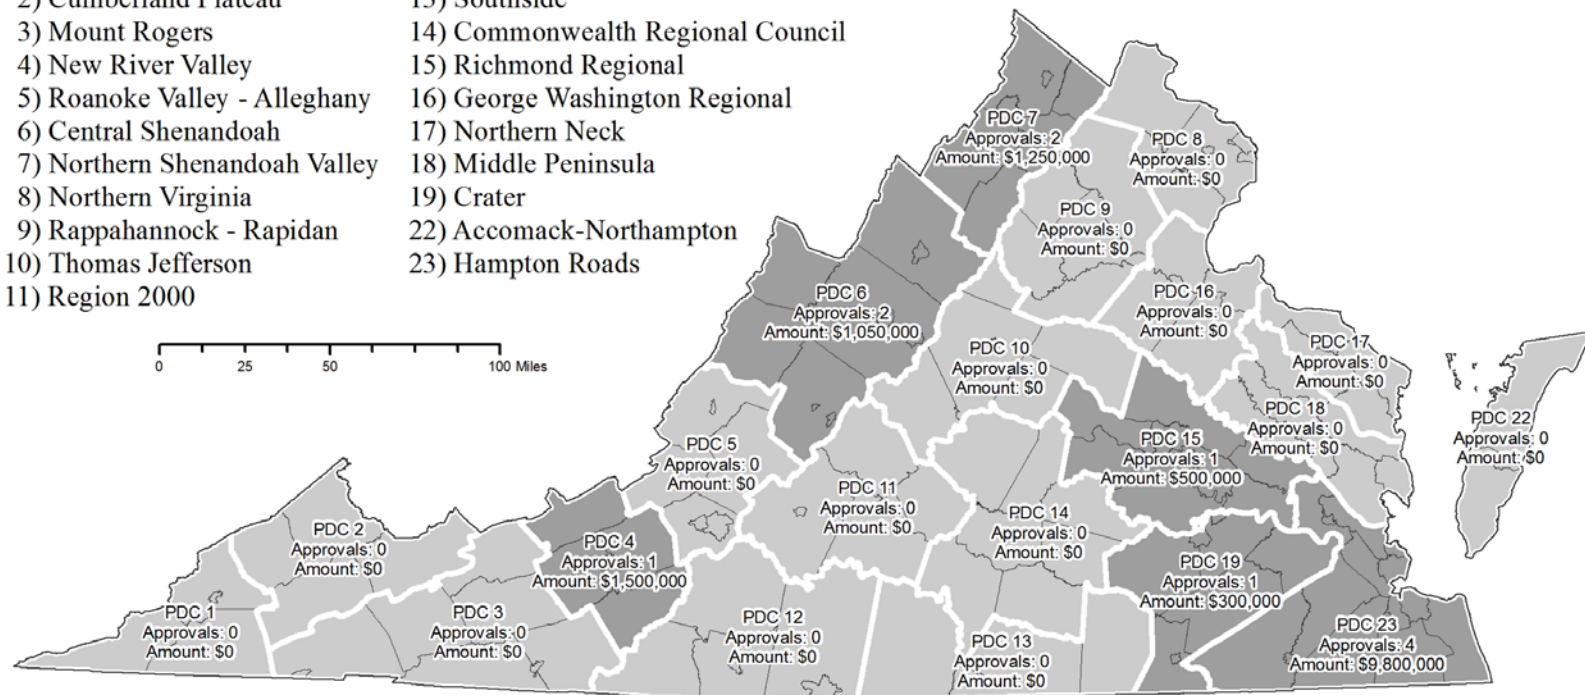 2) Cumberland Plateau
3) Mount Rogers
4) New River Valley
5) Roanoke Valley - Alleghany
6) Central Shenandoah
7) Northern Shenandoah Valley
8) Northern Virginia
9) Rappahannock - Rapidan
10) Thomas Jefferson
11) Region 2000
13) Southside
14) Commonwealth Regional Council
15) Richmond Regional
16) George Washington Regional
17) Northern Neck
18) Middle Peninsula
19) Crater
22) Accomack-Northampton
23) Hampton Roads
0 25 50 100 Miles
PDC 7
Approvals: 2
Amount: $1,250,000
PDC 8
Approvals: 0
Amount: $0
PDC 9
Approvals: 0
Amount: $0
PDC 6
Approvals: 2
Amount: $1,050,000
PDC 16
Approvals: 0
Amount: $0
PDC 10
Approvals: 0
Amount: $0
PDC 17
Approvals: 0
Amount: $0
PDC 18
Approvals: 0
Amount: $0
PDC 22
Approvals: 0
Amount: $0
PDC 5
Approvals: 0
Amount: $0
PDC 15
Approvals: 1
Amount: $500,000
PDC 11
Approvals: 0
Amount: $0
PDC 14
Approvals: 0
Amount: $0
PDC 2
Approvals: 0
Amount: $0
PDC 4
Approvals: 1
Amount: $1,500,000
PDC 19
Approvals: 1
Amount: $300,000
PDC 1
Approvals: 0
Amount: $0
PDC 3
Approvals: 0
Amount: $0
PDC 12
Approvals: 0
Amount: $0
PDC 13
Approvals: 0
Amount: $0
PDC 23
Approvals: 4
Amount: $9,800,000